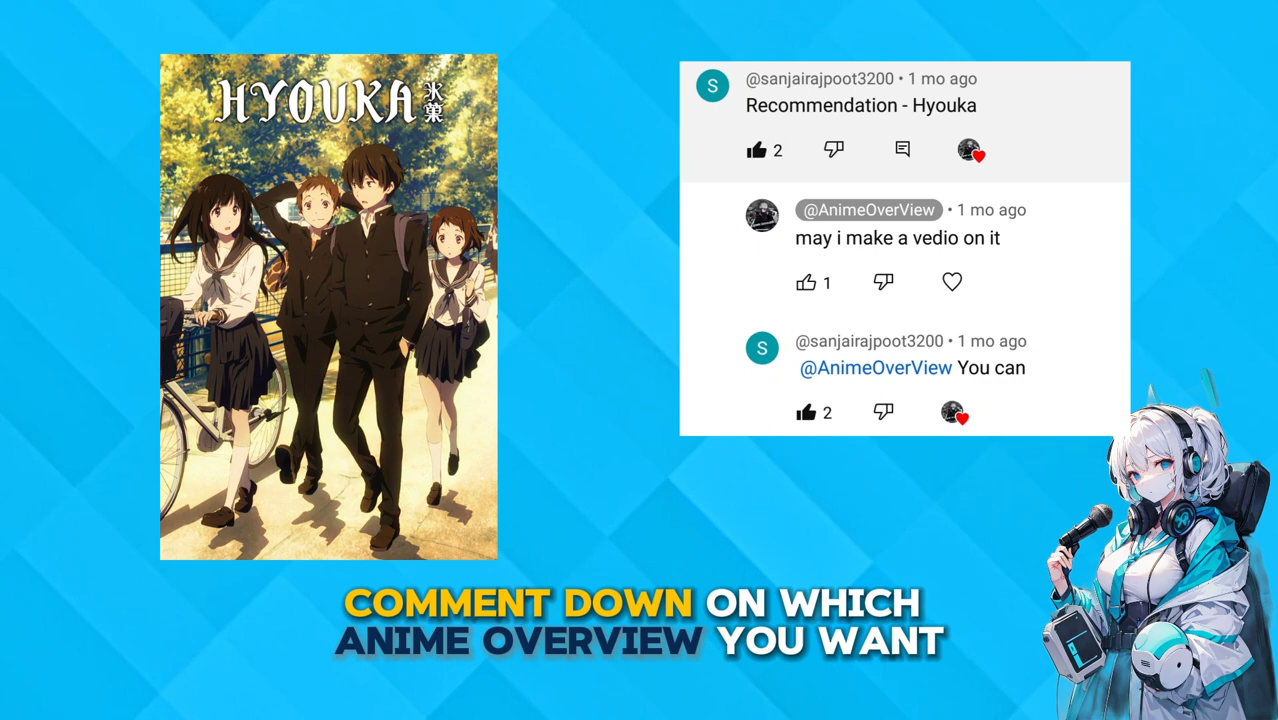 HYOUKA 氷菓
S @sanjairajpoot3200 • 1 mo ago
Recommendation - Hyouka
2
@AnimeOverView • 1 mo ago
may i make a vedio on it
1
S @sanjairajpoot3200 • 1 mo ago
@AnimeOverView You can
2
COMMENT DOWN ON WHICH
ANIME OVERVIEW YOU WANT